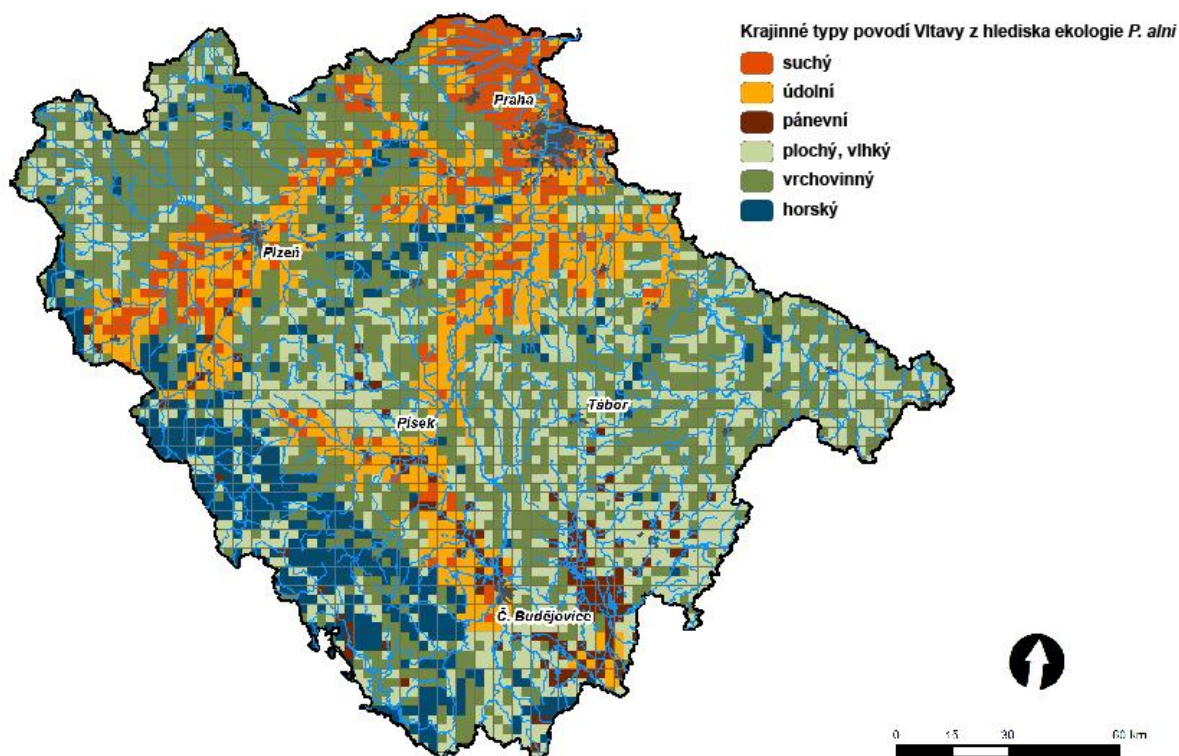 Krajinné typy povodí Vltavy z hlediska ekologie P. alni
suchý
údolní
pánevní
plochý, vlhký
vrchovinný
horský
Praha
Plzeň
Písek
Tábor
Č. Budějovice
0 15 30 60 km